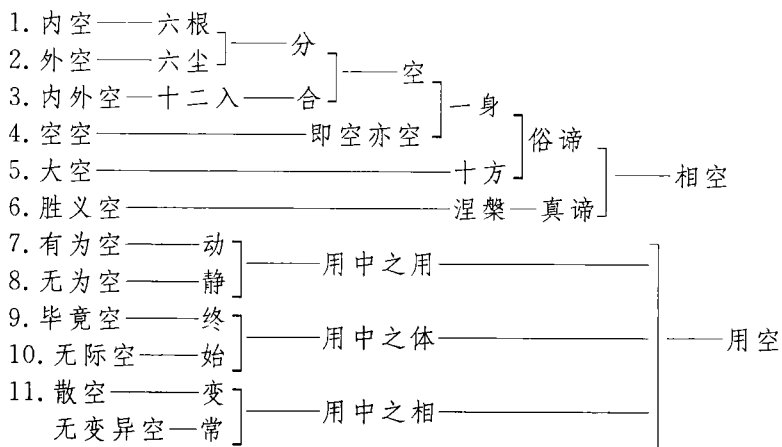 1. 内空——六根
分
2. 外空——六尘
空
3. 内外空—十二入——合
一身
4. 空空————即空亦空
俗谛
5. 大空————十方
相空
6. 胜义空————涅槃—真谛
7. 有为空——动
用中之用
8. 无为空——静
9. 毕竟空——终
用中之体
用空
10. 无际空——始
11. 散空——变
用中之相
无变异空—常